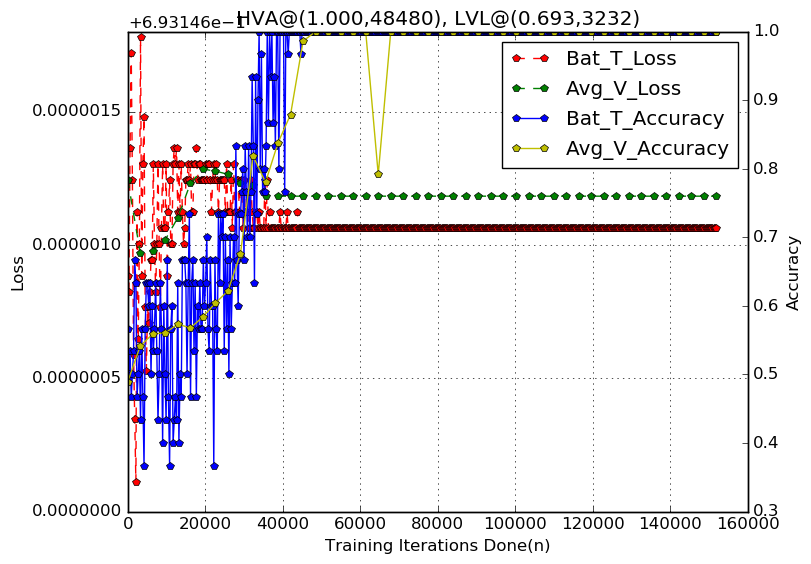 +6.93146e−1
HVA@(1.000,48480), LVL@(0.693,3232)
Bat_T_Loss
Avg_V_Loss
Bat_T_Accuracy
Avg_V_Accuracy
0.0000015
0.0000010
0.0000005
0.0000000
Loss
1.0
0.9
0.8
0.7
0.6
0.5
0.4
0.3
Accuracy
0 20000 40000 60000 80000 100000 120000 140000 160000
Training Iterations Done(n)